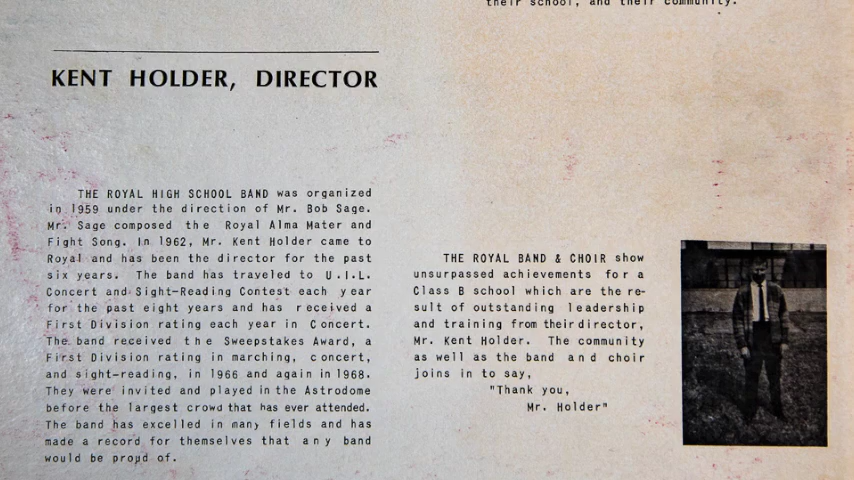 their school, and their community.
KENT HOLDER, DIRECTOR
THE ROYAL HIGH SCHOOL BAND was organized
in 1959 under the direction of Mr. Bob Sage.
Mr. Sage composed the Royal Alma Mater and
Fight Song. In 1962, Mr. Kent Holder came to
Royal and has been the director for the past
six years. The band has traveled to U.I.L.
Concert and Sight-Reading Contest each year
for the past eight years and has received a
First Division rating each year in Concert.
The band received the Sweepstakes Award, a
First Division rating in marching, concert,
and sight-reading, in 1966 and again in 1968.
They were invited and played in the Astrodome
before the largest crowd that has ever attended.
The band has excelled in many fields and has
made a record for themselves that any band
would be proud of.
THE ROYAL BAND & CHOIR show
unsurpassed achievements for a
Class B school which are the re-
sult of outstanding leadership
and training from their director,
Mr. Kent Holder. The community
as well as the band and choir
joins in to say,
"Thank you,
Mr. Holder"